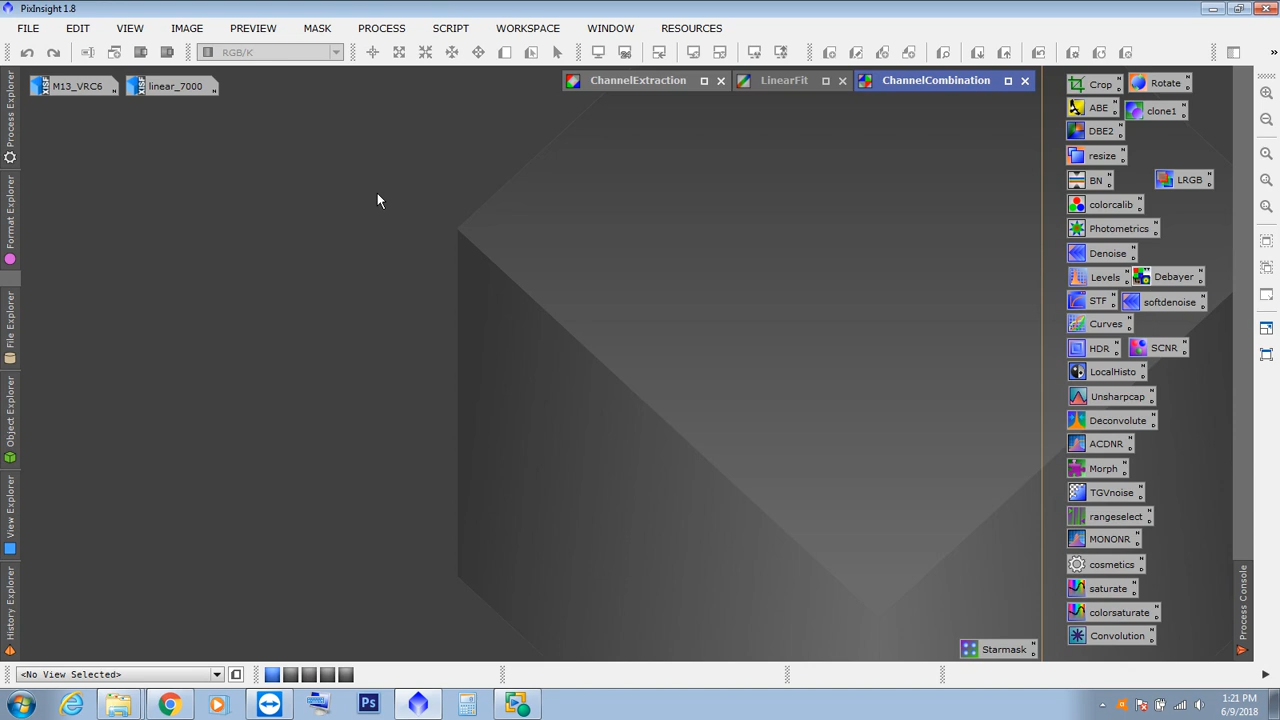 PixInsight 1.8
FILE EDIT VIEW IMAGE PREVIEW MASK PROCESS SCRIPT WORKSPACE WINDOW RESOURCES
RGB/K
M13_VRC6 linear_7000 ChannelExtraction LinearFit ChannelCombination
Process Explorer
Format Explorer
File Explorer
Object Explorer
View Explorer
History Explorer
Crop Rotate
ABE clone1
DBE2
resize
BN LRGB
colorcalib
Photometrics
Denoise
Levels Debayer
STF softdenoise
Curves
HDR SCNR
LocalHisto
Unsharpcap
Deconvolute
ACDNR
Morph
TGVnoise
rangeselect
MONONR
cosmetics
saturate
colorsaturate
Convolution
Starmask
Process Console
<No View Selected>
Ps
1:21 PM
6/9/2018